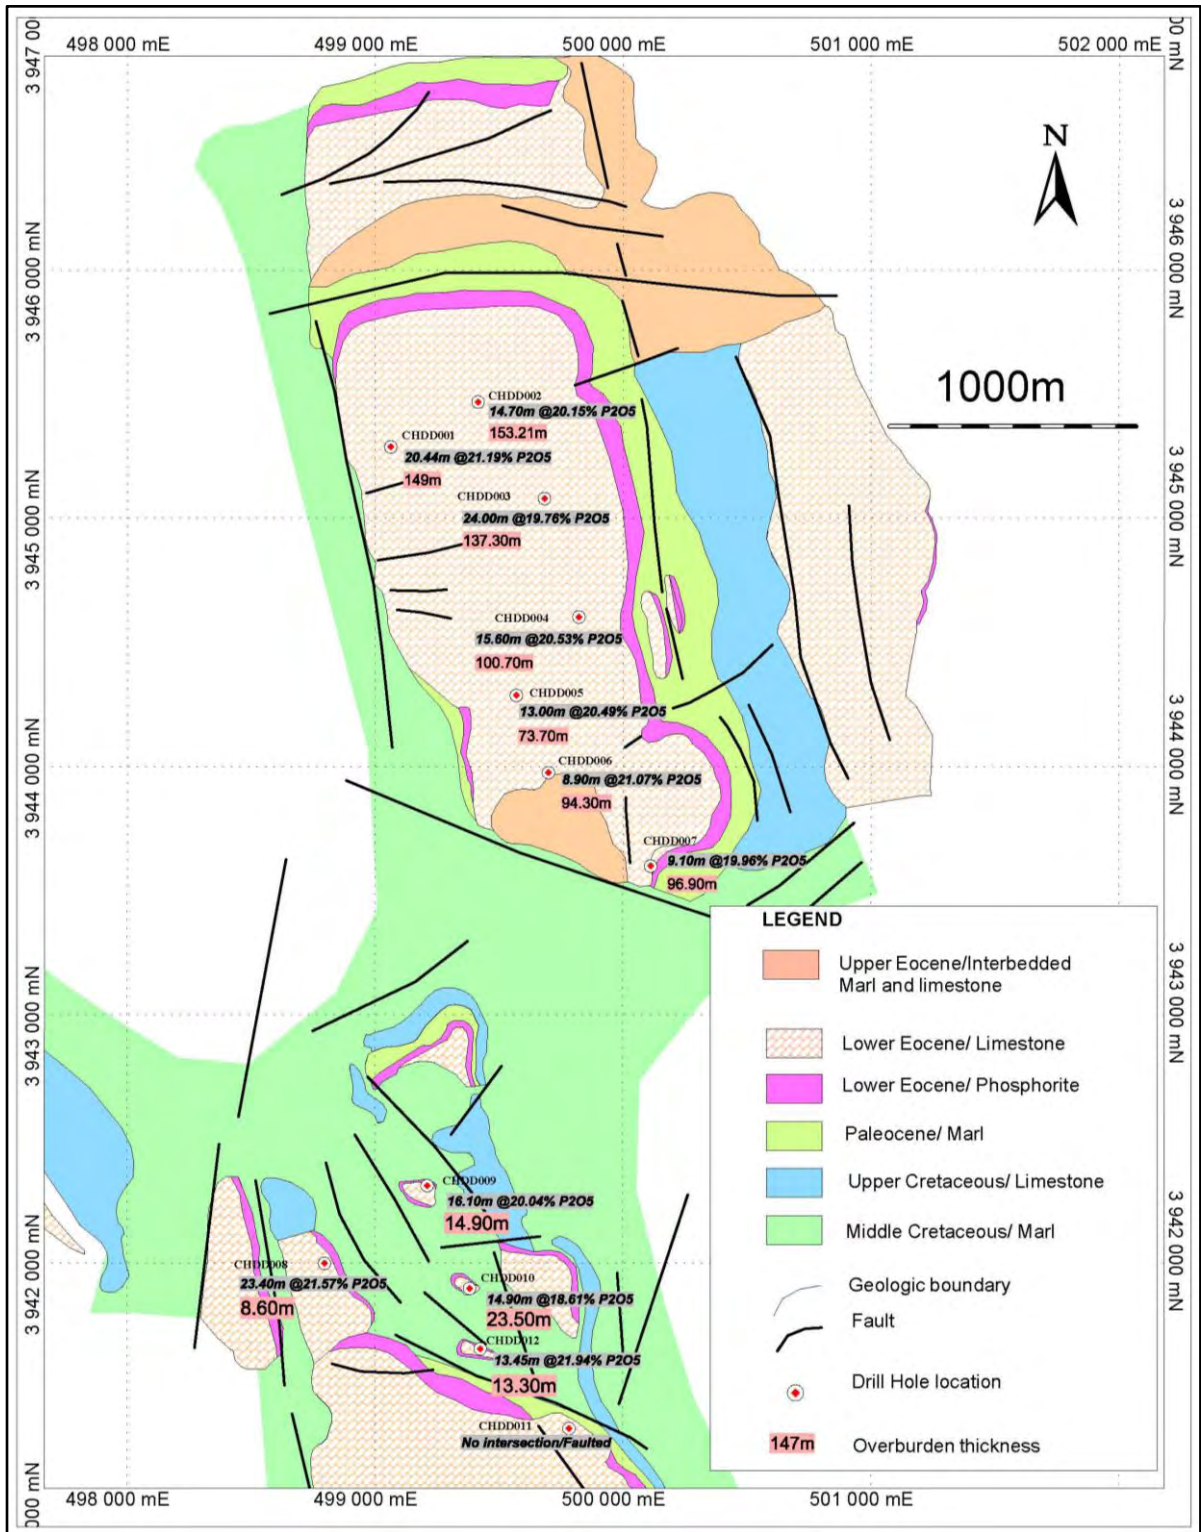 498 000 mE
499 000 mE
500 000 mE
501 000 mE
502 000 mE
3 947 00
00 mN
N
3 946 000 mN
3 946 000 mN
1000m
CHDD002
14.70m @20.15% P2O5
153.21m
CHDD001
20.44m @21.19% P2O5
149m
CHDD003
24.00m @19.76% P2O5
137.30m
3 945 000 mN
3 945 000 mN
CHDD004
15.60m @20.53% P2O5
100.70m
CHDD005
13.00m @20.49% P2O5
73.70m
3 944 000 mN
3 944 000 mN
CHDD006
8.90m @21.07% P2O5
94.30m
CHDD007
9.10m @19.96% P2O5
96.90m
LEGEND
Upper Eocene/Interbedded
Marl and limestone
Lower Eocene/ Limestone
Lower Eocene/ Phosphorite
Paleocene/ Marl
Upper Cretaceous/ Limestone
Middle Cretaceous/ Marl
Geologic boundary
Fault
Drill Hole location
147m
Overburden thickness
3 943 000 mN
3 943 000 mN
CHDD009
16.10m @20.04% P2O5
14.90m
CHDD008
23.40m @21.57% P2O5
8.60m
CHDD010
14.90m @18.61% P2O5
23.50m
3 942 000 mN
3 942 000 mN
CHDD012
13.45m @21.94% P2O5
13.30m
CHDD011
No intersection/Faulted
000 mN
498 000 mE
499 000 mE
500 000 mE
501 000 mE